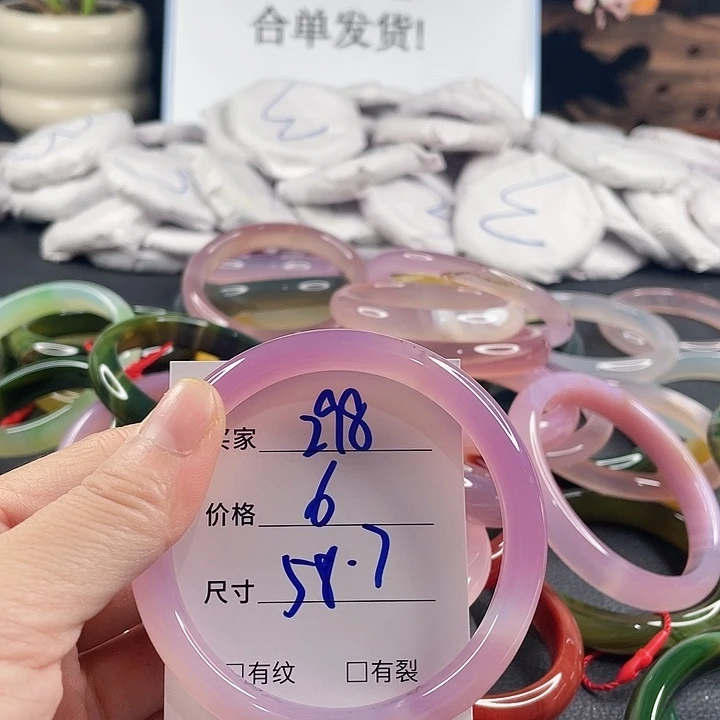 合单发货!
买家 298
价格 6
尺寸 58.7
□有纹 □有裂